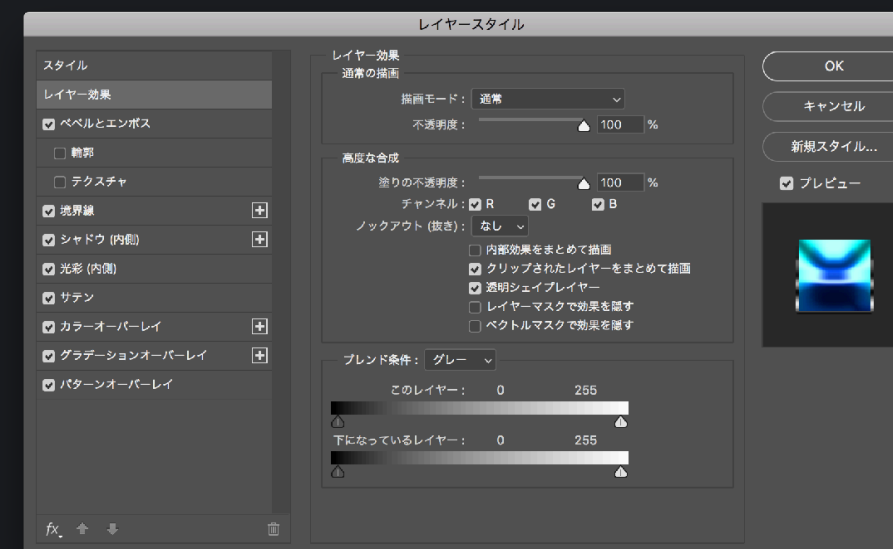 レイヤースタイル
スタイル
レイヤー効果
ベベルとエンボス
輪郭
テクスチャ
境界線
シャドウ (内側)
光彩 (内側)
サテン
カラーオーバーレイ
グラデーションオーバーレイ
パターンオーバーレイ
fx
レイヤー効果
通常の描画
描画モード : 通常
不透明度 : 100 %
高度な合成
塗りの不透明度 : 100 %
チャンネル : R G B
ノックアウト (抜き) : なし
内部効果をまとめて描画
クリップされたレイヤーをまとめて描画
透明シェイプレイヤー
レイヤーマスクで効果を隠す
ベクトルマスクで効果を隠す
ブレンド条件 : グレー
このレイヤー : 0 255
下になっているレイヤー : 0 255
OK
キャンセル
新規スタイル...
プレビュー